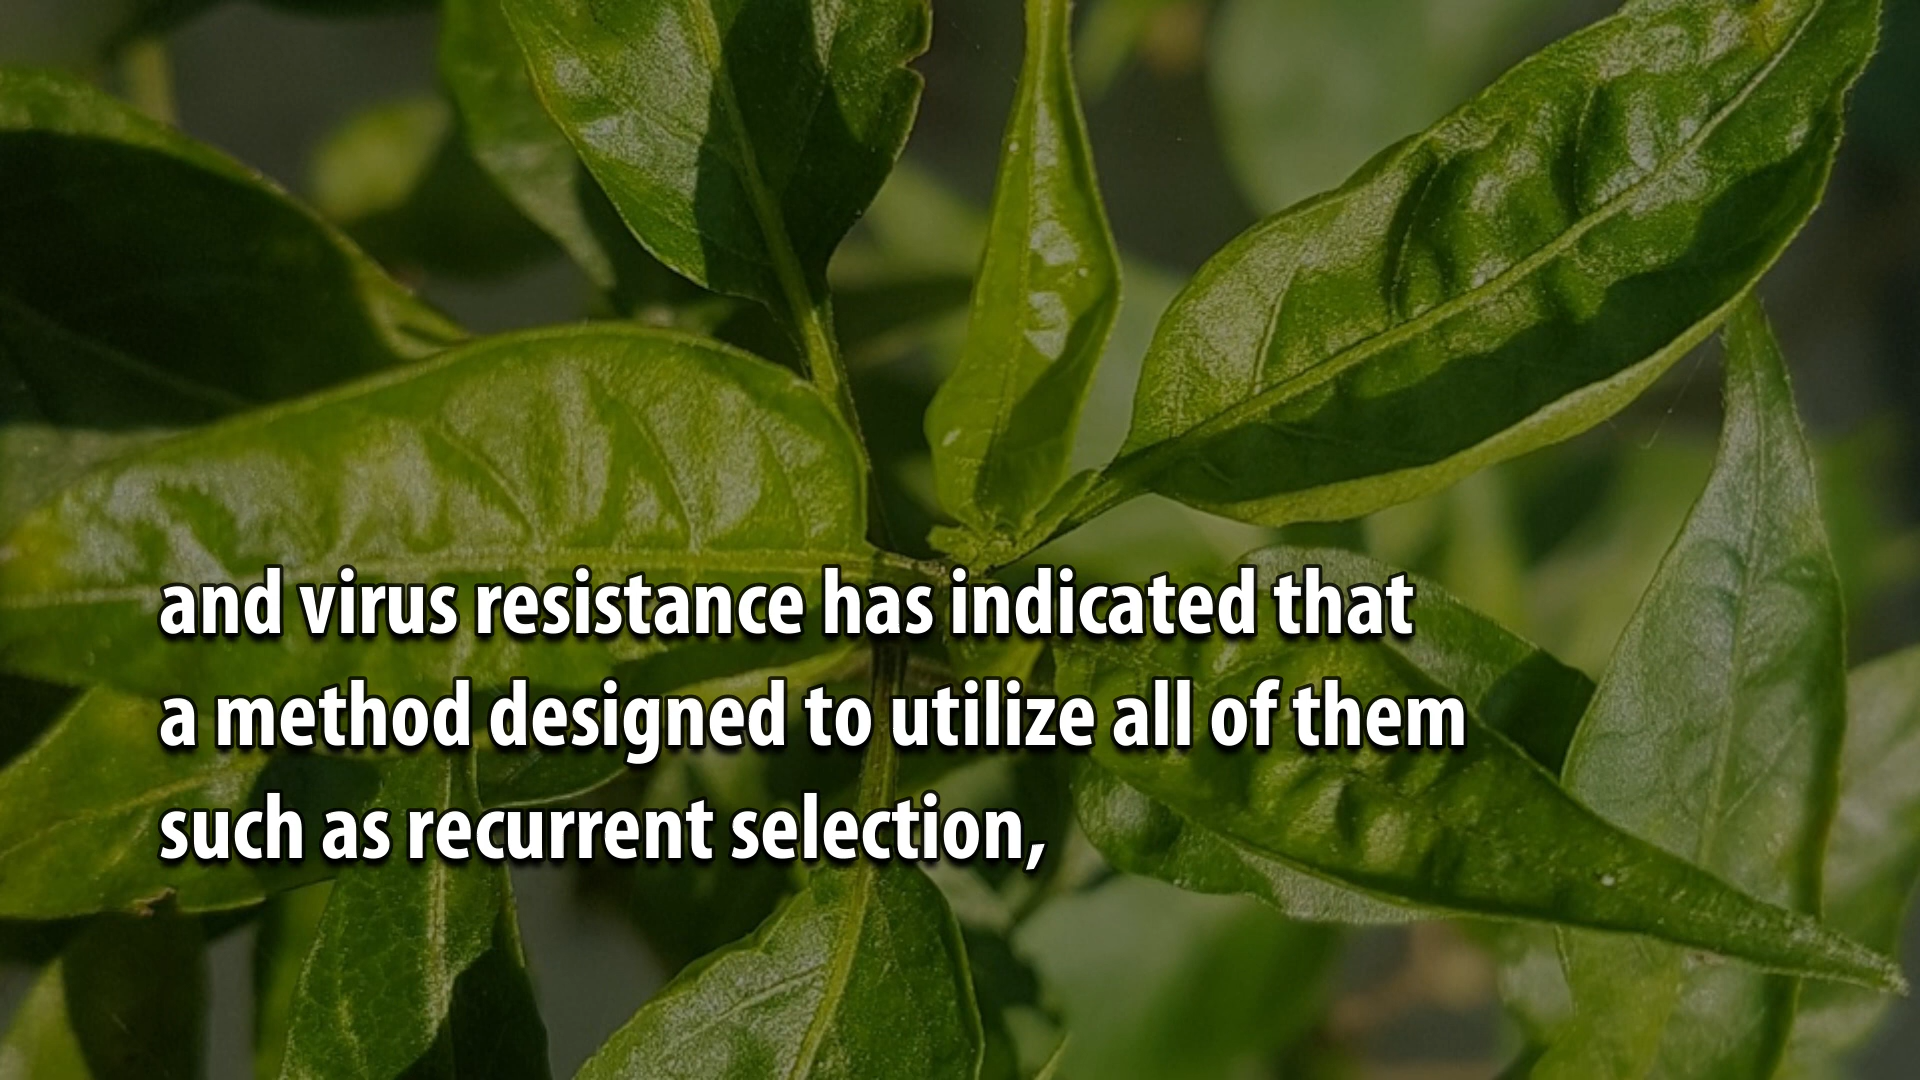 and virus resistance has indicated that
a method designed to utilize all of them
such as recurrent selection,